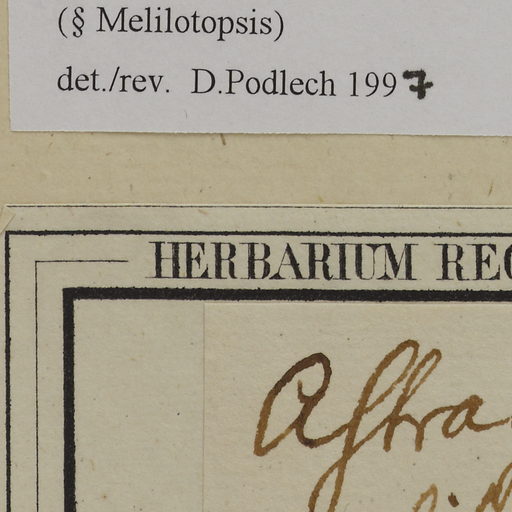 (§ Melilotopsis)
det./rev. D.Podlech 1997
HERBARIUM REG
Astra